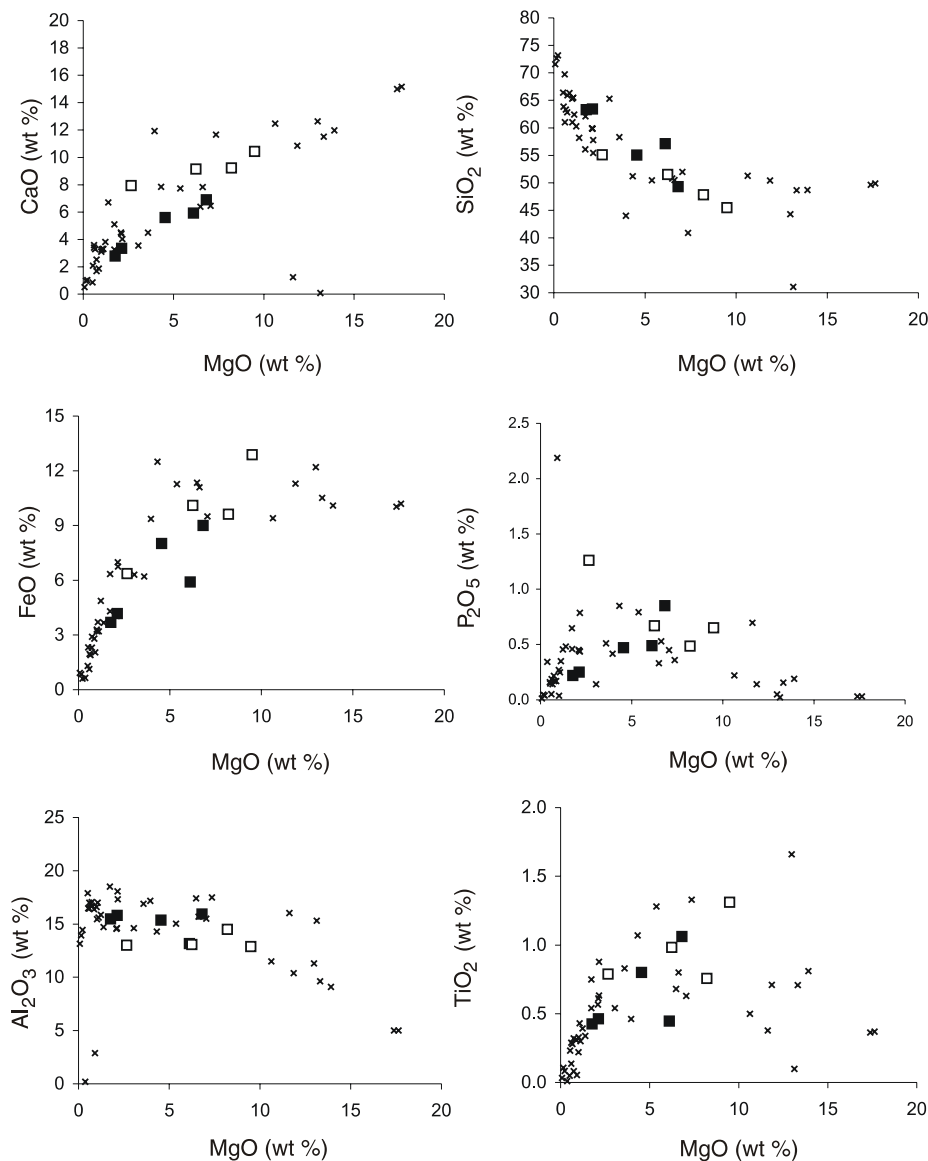 20
18
16
14
12
10
8
6
4
2
0
CaO (wt %)
0 5 10 15 20
MgO (wt %)
80
75
70
65
60
55
50
45
40
35
30
SiO2 (wt %)
0 5 10 15 20
MgO (wt %)
15
12
9
6
3
0
FeO (wt %)
0 5 10 15 20
MgO (wt %)
2.5
2.0
1.5
1.0
0.5
0.0
P2O5 (wt %)
0 5 10 15 20
MgO (wt %)
25
20
15
10
5
0
Al2O3 (wt %)
0 5 10 15 20
MgO (wt %)
2.0
1.5
1.0
0.5
0.0
TiO2 (wt %)
0 5 10 15 20
MgO (wt %)